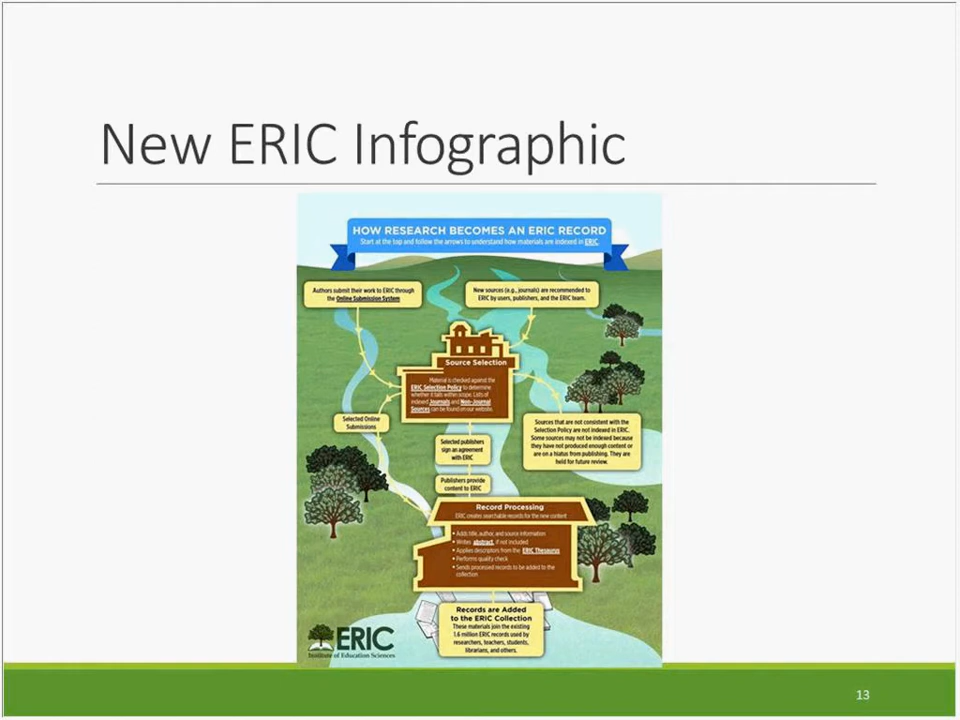 New ERIC Infographic
HOW RESEARCH BECOMES AN ERIC RECORD
Start at the top and follow the arrows to understand how materials are indexed in ERIC.
Authors submit their work to ERIC through
the Online Submission System
New sources (e.g., journals) are recommended to
ERIC by users, publishers, and the ERIC team.
Source Selection
Material is checked against the
ERIC Selection Policy to determine
whether it falls within scope. Lists of
indexed Journals and Non-Journal
Sources can be found on our website.
Selected Online
Submissions
Sources that are not consistent with the
Selection Policy are not indexed in ERIC.
Some sources may not be indexed because
they have not produced enough content or
are on a hiatus from publishing. They are
held for future review.
Selected publishers
sign an agreement
with ERIC
Publishers provide
content to ERIC
Record Processing
ERIC creates searchable records for the new content
• Adds title, author, and source information
• Writes abstract, if not included
• Applies descriptors from the ERIC Thesaurus
• Performs quality check
• Sends processed records to be added to the
collection
Records are Added
to the ERIC Collection
These materials join the existing
1.6 million ERIC records used by
researchers, teachers, students,
librarians, and others.
ERIC
Institute of Education Sciences
13